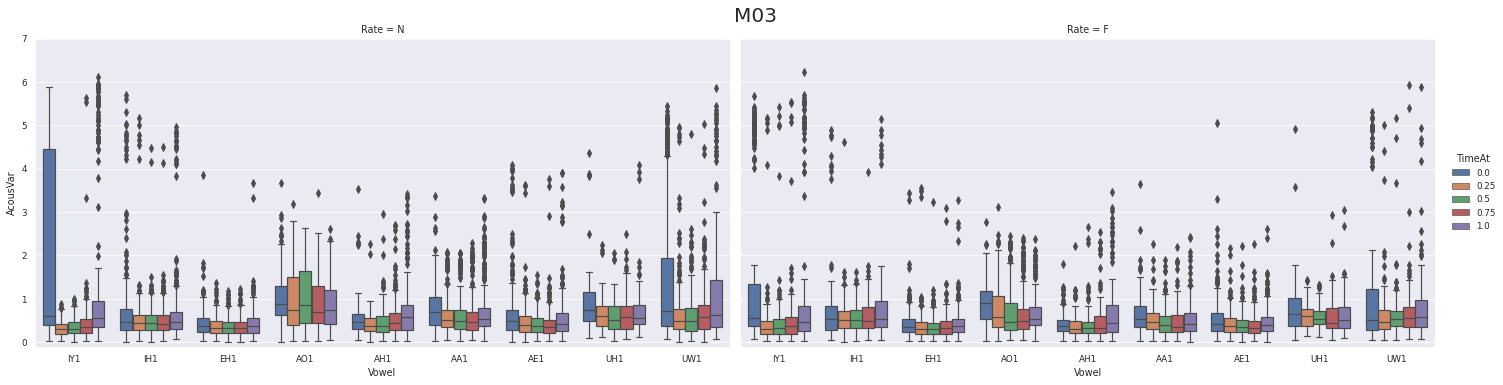 M03
Rate = N
Rate = F
7
6
5
4
3
2
1
0
AcousVar
IY1 IH1 EH1 AO1 AH1 AA1 AE1 UH1 UW1
Vowel
IY1 IH1 EH1 AO1 AH1 AA1 AE1 UH1 UW1
Vowel
TimeAt
0.0
0.25
0.5
0.75
1.0